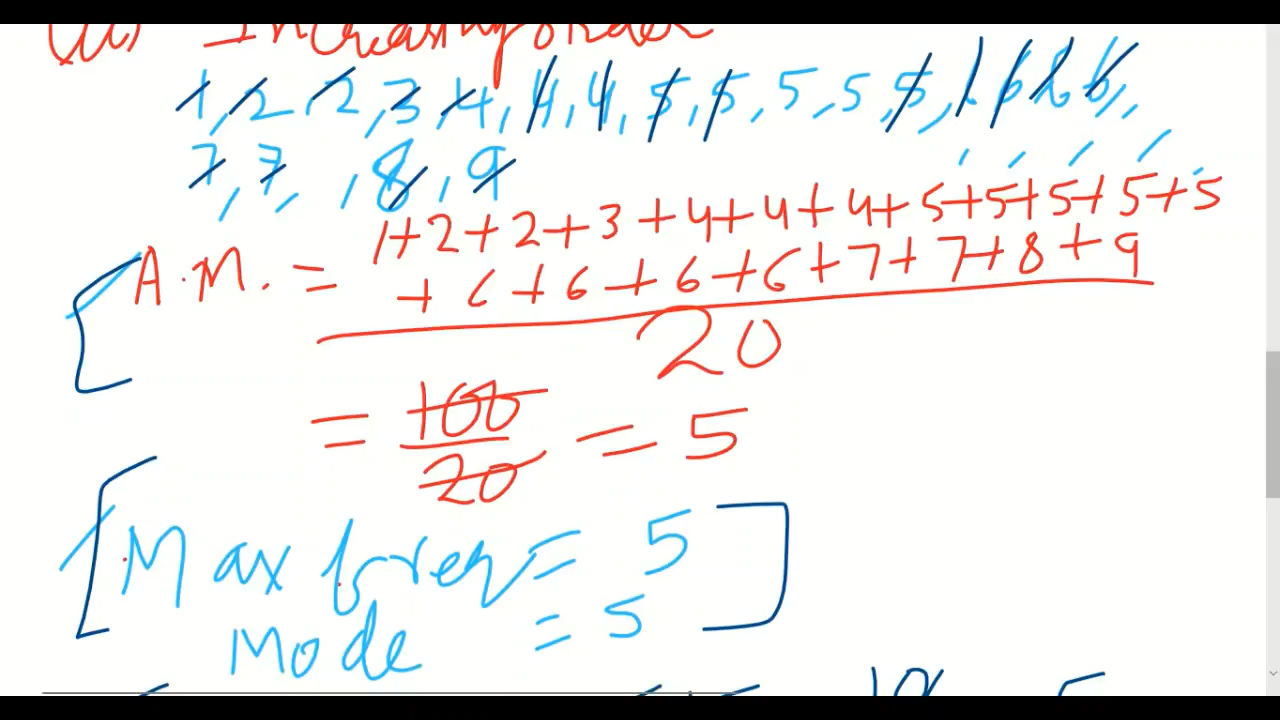 (ii) Increasing order
1, 2, 2, 3, 4, 4, 4, 5, 5, 5, 5, 5, 6, 6, 6, 6,
7, 7, , 8, 9
A.M. = 1+2+2+3+4+4+4+5+5+5+5+5
+6+6+6+6+7+7+8+9
20
= 100/20 = 5
Max freq = 5
Mode = 5